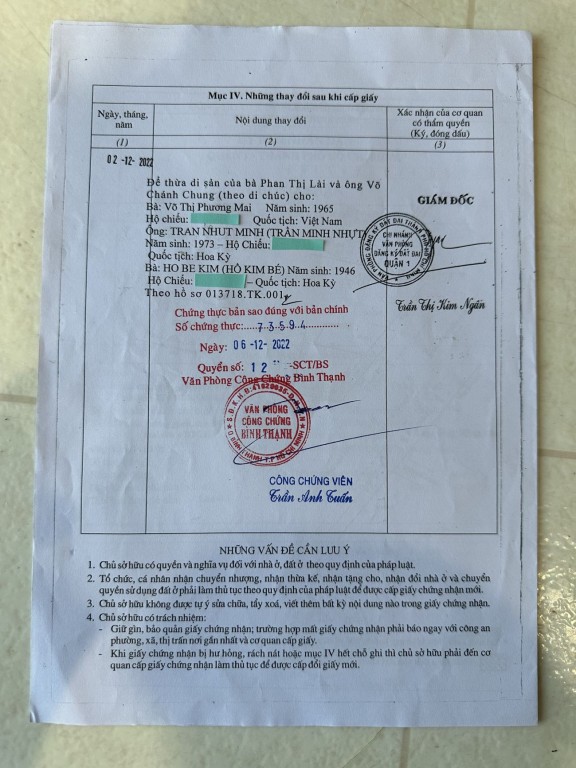 Mục IV. Những thay đổi sau khi cấp giấy
Ngày, tháng, năm
Nội dung thay đổi
Xác nhận của cơ quan có thẩm quyền (Ký, đóng dấu)
(1)
(2)
(3)
02 -12- 2022
Để thừa di sản của bà Phan Thị Lài và ông Võ
Chánh Chung (theo di chúc) cho:
Bà: Võ Thị Phương Mai Năm sinh: 1965
Hộ chiếu: Quốc tịch: Việt Nam
Ông: TRAN NHUT MINH (TRẦN MINH NHỰT)
Năm sinh: 1973 – Hộ Chiếu:
Quốc tịch: Hoa Kỳ
Bà: HO BE KIM (HỒ KIM BÉ) Năm sinh: 1946
Hộ Chiếu: – Quốc tịch: Hoa Kỳ
Theo hồ sơ 013718.TK.001
GIÁM ĐỐC
CHI NHÁNH
VĂN PHÒNG
ĐĂNG KÝ ĐẤT ĐAI
QUẬN 1
Trần Thị Kim Ngân
Chứng thực bản sao đúng với bản chính
Số chứng thực: 73594
Ngày: 06 -12- 2022
Quyển số: 12 -SCT/BS
Văn Phòng Công Chứng Bình Thạnh
VĂN PHÒNG
CÔNG CHỨNG
BÌNH THẠNH
CÔNG CHỨNG VIÊN
Trần Anh Tuấn
NHỮNG VẤN ĐỀ CẦN LƯU Ý
1. Chủ sở hữu có quyền và nghĩa vụ đối với nhà ở, đất ở theo quy định của pháp luật.
2. Tổ chức, cá nhân nhận chuyển nhượng, nhận thừa kế, nhận tặng cho, nhận đổi nhà ở và chuyển
quyền sử dụng đất ở phải làm thủ tục theo quy định của pháp luật để được cấp giấy chứng nhận mới.
3. Chủ sở hữu không được tự ý sửa chữa, tẩy xoá, viết thêm bất kỳ nội dung nào trong giấy chứng nhận.
4. Chủ sở hữu có trách nhiệm:
- Giữ gìn, bảo quản giấy chứng nhận; trường hợp mất giấy chứng nhận phải báo ngay với công an
phường, xã, thị trấn nơi gần nhất và cơ quan cấp giấy.
- Khi giấy chứng nhận bị hư hỏng, rách nát hoặc mục IV hết chỗ ghi thì chủ sở hữu phải đến cơ
quan cấp giấy chứng nhận làm thủ tục để được cấp đổi giấy mới.